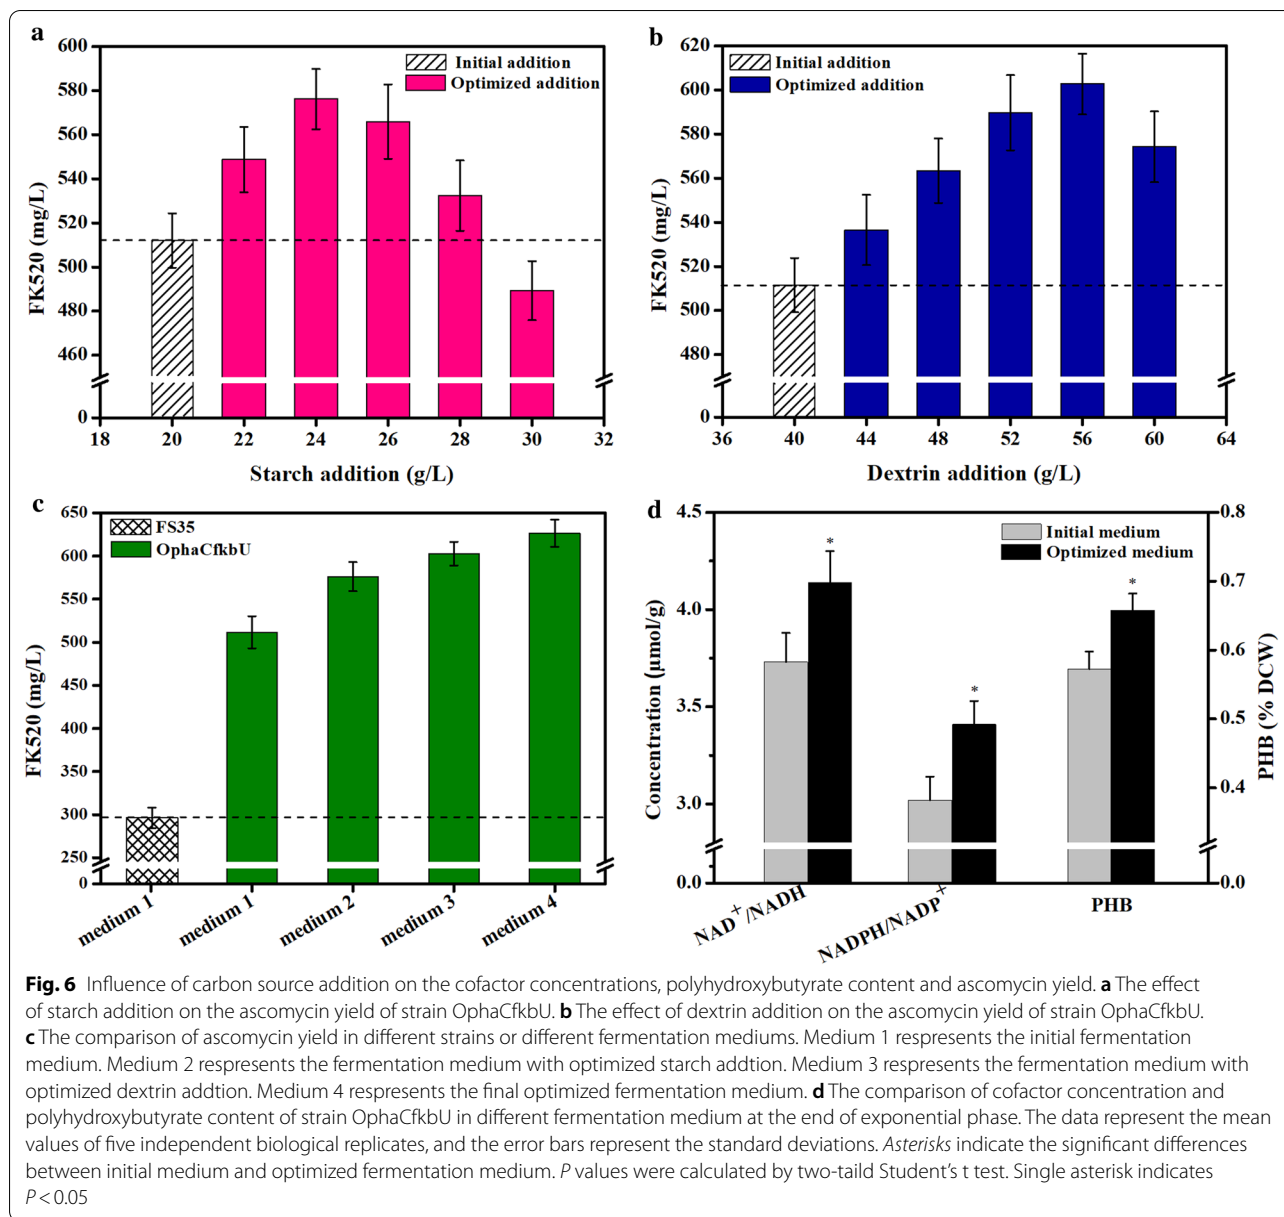 a
600
580
560
540
520
500
480
460
0
FK520 (mg/L)
Initial addition
Optimized addition
18 20 22 24 26 28 30 32
Starch addition (g/L)
b
620
600
580
560
540
520
500
480
0
FK520 (mg/L)
Initial addition
Optimized addition
36 40 44 48 52 56 60 64
Dextrin addition (g/L)
c
650
600
550
500
450
400
350
300
250
0
FK520 (mg/L)
FS35
OphaCfkbU
medium 1 medium 1 medium 2 medium 3 medium 4
d
4.5
4.0
3.5
3.0
0.0
Concentration (μmol/g)
Initial medium
Optimized medium
* * *
0.8
0.7
0.6
0.5
0.4
0.0
PHB (% DCW)
NAD⁺/NADH NADPH/NADP⁺ PHB
Fig. 6 Influence of carbon source addition on the cofactor concentrations, polyhydroxybutyrate content and ascomycin yield. a The effect
of starch addition on the ascomycin yield of strain OphaCfkbU. b The effect of dextrin addition on the ascomycin yield of strain OphaCfkbU.
c The comparison of ascomycin yield in different strains or different fermentation mediums. Medium 1 respresents the initial fermentation
medium. Medium 2 respresents the fermentation medium with optimized starch addtion. Medium 3 respresents the fermentation medium with
optimized dextrin addtion. Medium 4 respresents the final optimized fermentation medium. d The comparison of cofactor concentration and
polyhydroxybutyrate content of strain OphaCfkbU in different fermentation medium at the end of exponential phase. The data represent the mean
values of five independent biological replicates, and the error bars represent the standard deviations. Asterisks indicate the significant differences
between initial medium and optimized fermentation medium. P values were calculated by two-taild Student's t test. Single asterisk indicates
P < 0.05